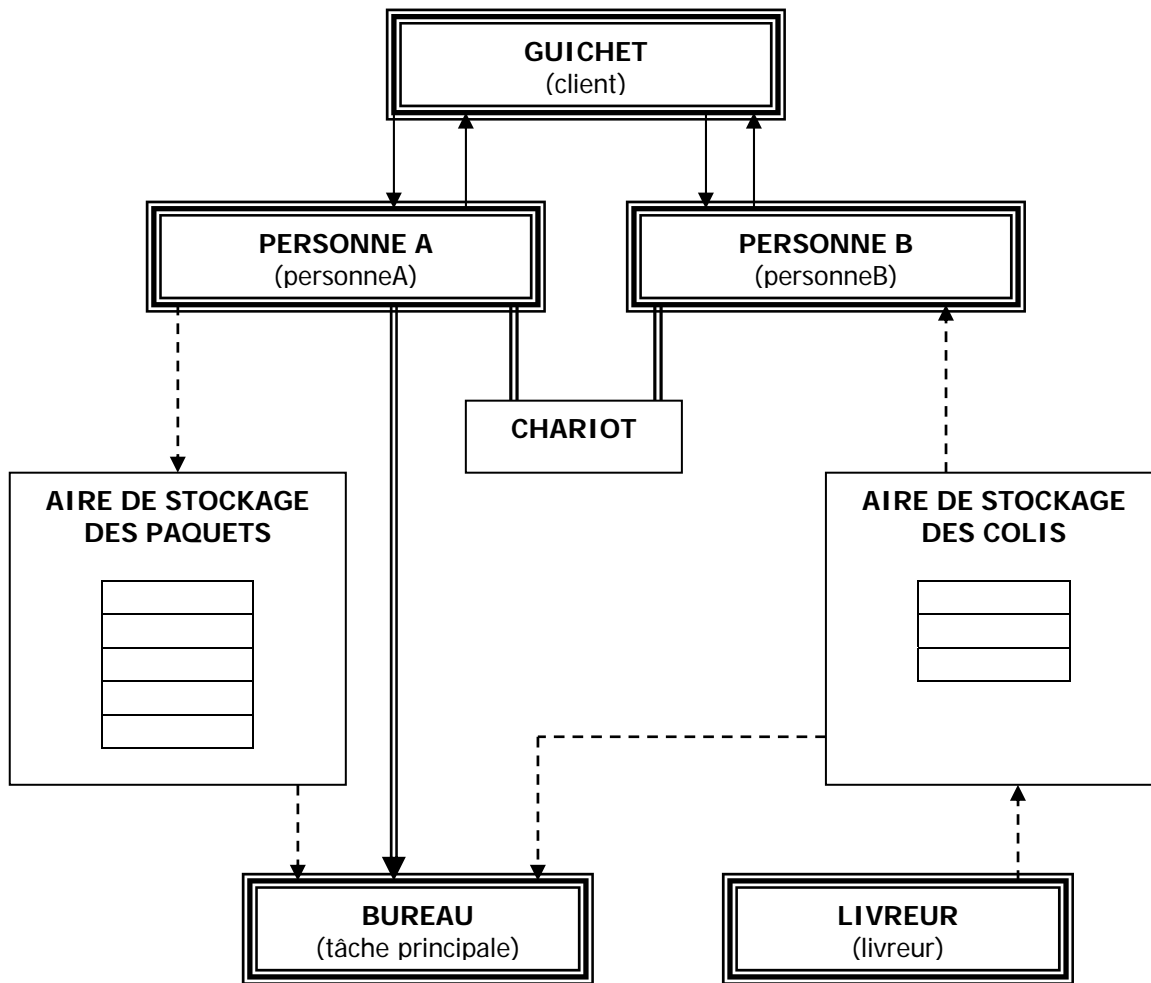 GUICHET
(client)
PERSONNE A
(personneA)
PERSONNE B
(personneB)
CHARIOT
AIRE DE STOCKAGE
DES PAQUETS
AIRE DE STOCKAGE
DES COLIS
BUREAU
(tâche principale)
LIVREUR
(livreur)